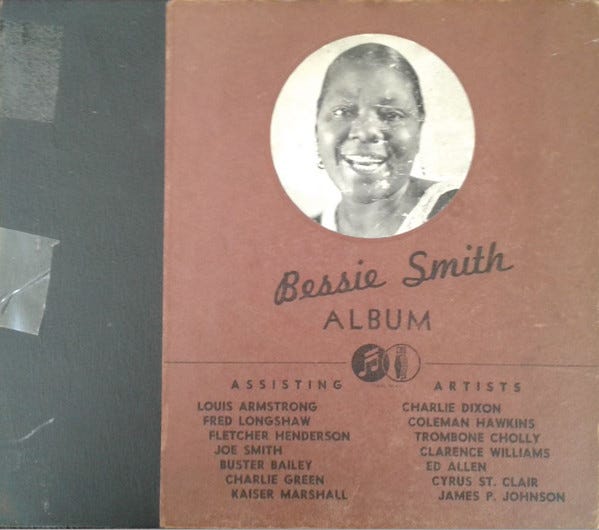 Bessie Smith
ALBUM
ASSISTING ARTISTS
LOUIS ARMSTRONG
FRED LONGSHAW
FLETCHER HENDERSON
JOE SMITH
BUSTER BAILEY
CHARLIE GREEN
KAISER MARSHALL
CHARLIE DIXON
COLEMAN HAWKINS
TROMBONE CHOLLY
CLARENCE WILLIAMS
ED ALLEN
CYRUS ST. CLAIR
JAMES P. JOHNSON